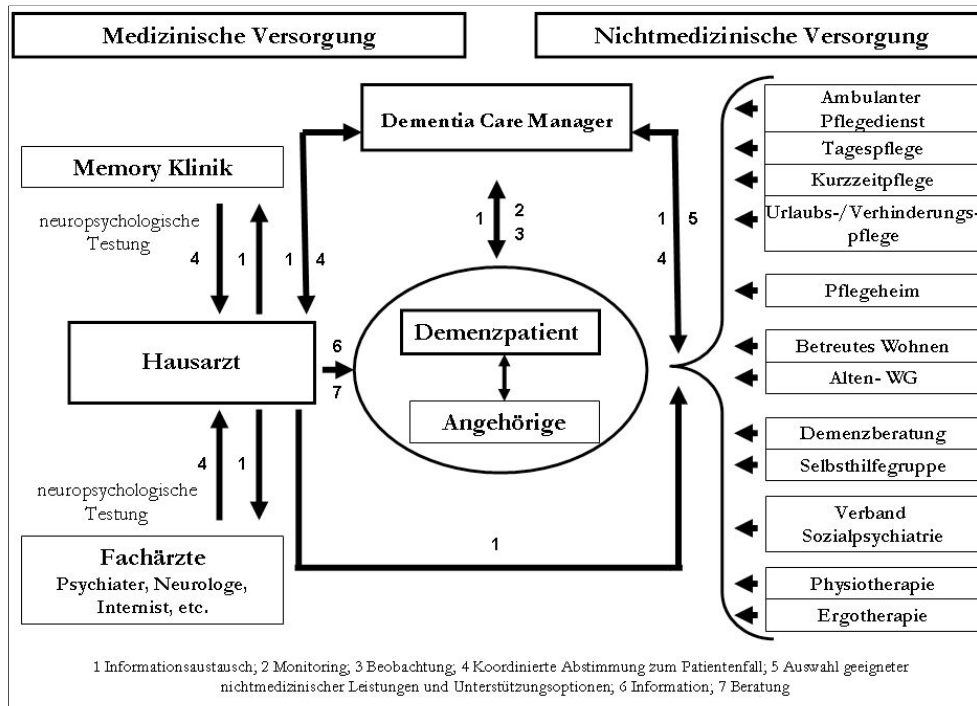 Medizinische Versorgung
Nichtmedizinische Versorgung
Dementia Care Manager
Memory Klinik
neuropsychologische
Testung
4
1
1
4
1
2
3
1
5
4
Hausarzt
6
7
Demenzpatient
Angehörige
4
1
neuropsychologische
Testung
Fachärzte
Psychiater, Neurologe,
Internist, etc.
1
Ambulanter
Pflegedienst
Tagespflege
Kurzzeitpflege
Urlaubs-/Verhinderungs-
pflege
Pflegeheim
Betreutes Wohnen
Alten- WG
Demenzberatung
Selbsthilfegruppe
Verband
Sozialpsychiatrie
Physiotherapie
Ergotherapie
1 Informationsaustausch; 2 Monitoring; 3 Beobachtung; 4 Koordinierte Abstimmung zum Patientenfall; 5 Auswahl geeigneter
nichtmedizinischer Leistungen und Unterstützungsoptionen; 6 Information; 7 Beratung